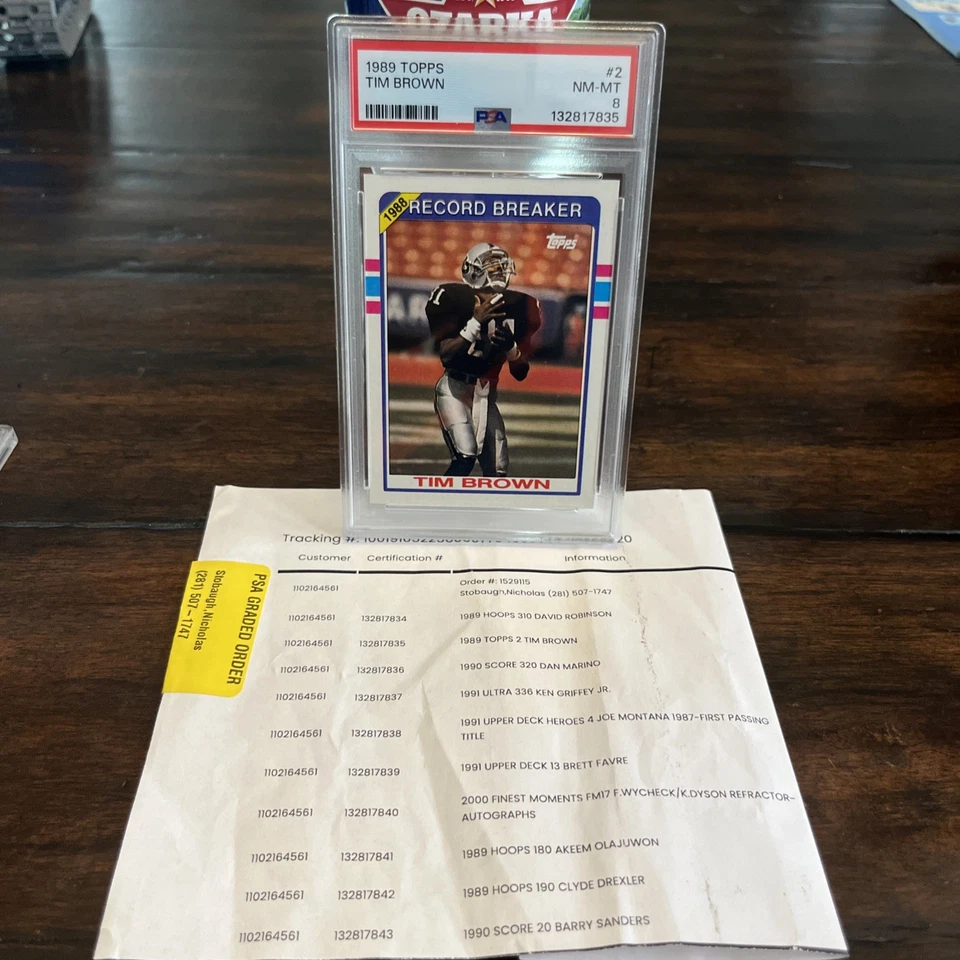 OZARKA
1989 TOPPS #2
TIM BROWN NM-MT
8
PSA 132817835
1988 RECORD BREAKER
Topps
TIM BROWN
Tracking #:
Customer Certification # Information
1102164561 Order #: 1529115
Stobaugh,Nicholas (281) 507-1747
1102164561 132817834 1989 HOOPS 310 DAVID ROBINSON
1102164561 132817835 1989 TOPPS 2 TIM BROWN
1102164561 132817836 1990 SCORE 320 DAN MARINO
1102164561 132817837 1991 ULTRA 336 KEN GRIFFEY JR.
1102164561 132817838 1991 UPPER DECK HEROES 4 JOE MONTANA 1987-FIRST PASSING
TITLE
1102164561 132817839 1991 UPPER DECK 13 BRETT FAVRE
1102164561 132817840 2000 FINEST MOMENTS FM17 F.WYCHECK/K.DYSON REFRACTOR-
AUTOGRAPHS
1102164561 132817841 1989 HOOPS 180 AKEEM OLAJUWON
1102164561 132817842 1989 HOOPS 190 CLYDE DREXLER
1102164561 132817843 1990 SCORE 20 BARRY SANDERS
PSA GRADED ORDER
Stobaugh,Nicholas
(281) 507-1747